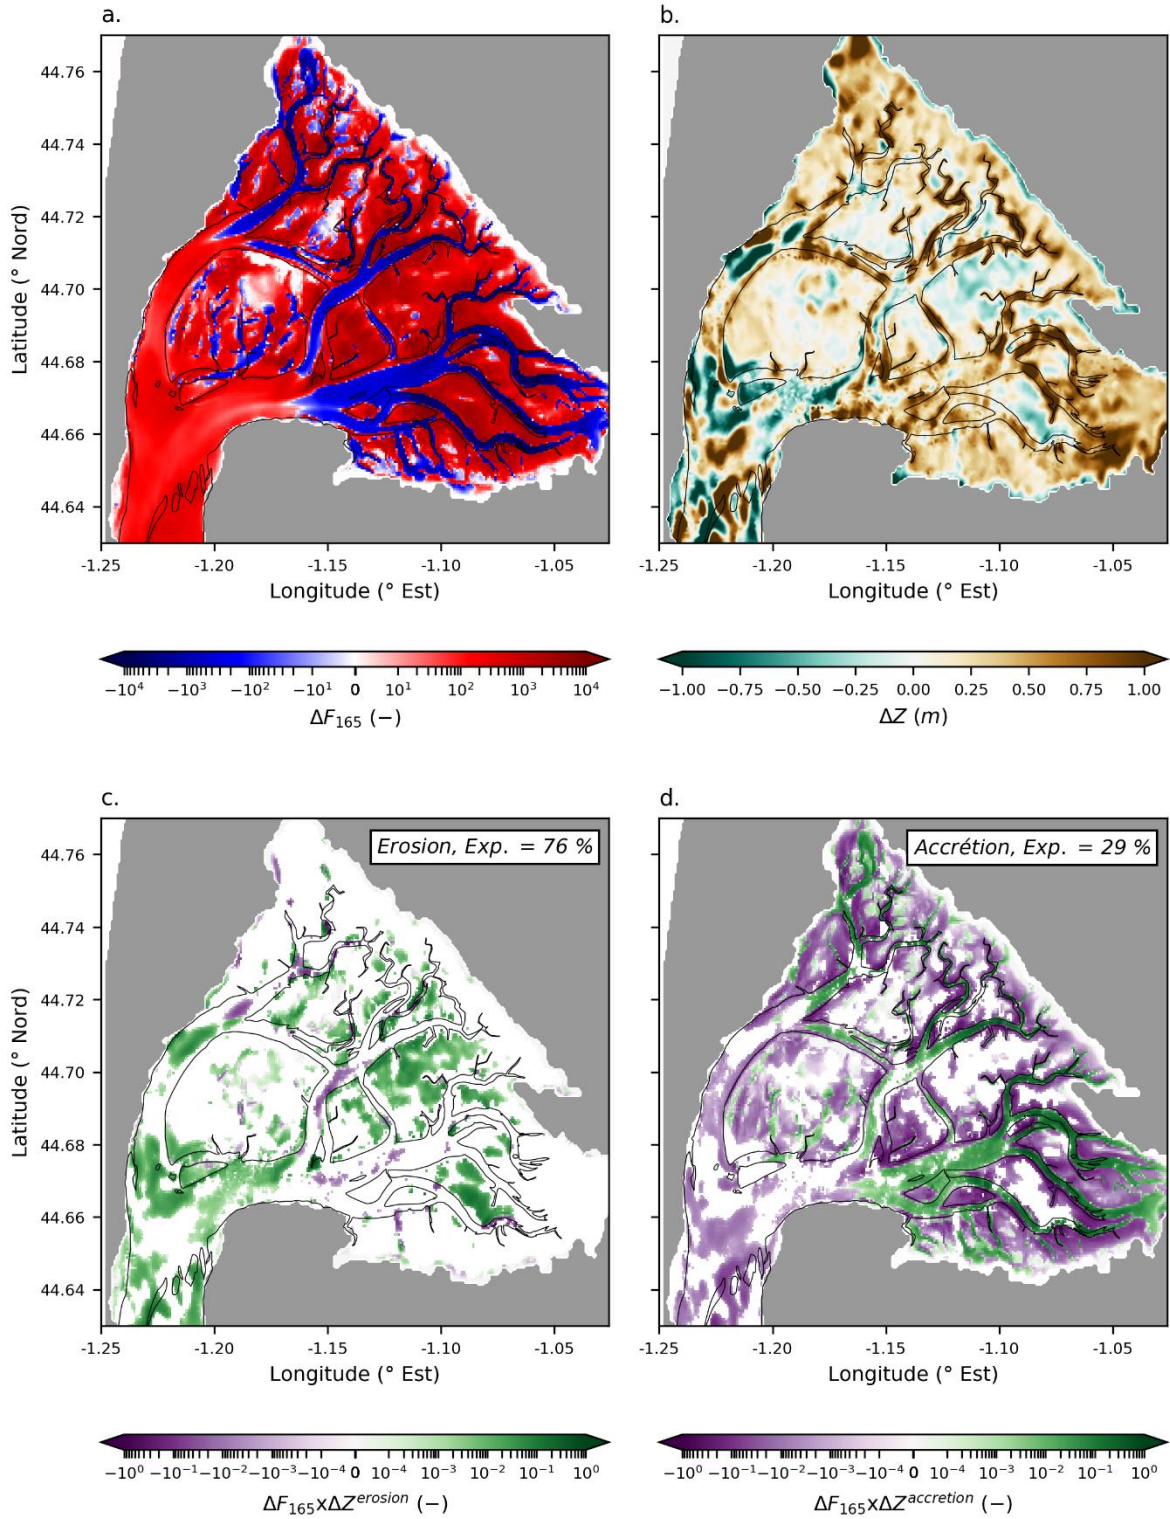 a.
b.
44.76
44.74
44.72
44.70
44.68
44.66
44.64
Latitude (° Nord)
-1.25 -1.20 -1.15 -1.10 -1.05
-1.25 -1.20 -1.15 -1.10 -1.05
Longitude (° Est)
Longitude (° Est)
−10⁴ −10³ −10² −10¹ 0 10¹ 10² 10³ 10⁴
−1.00 −0.75 −0.50 −0.25 0.00 0.25 0.50 0.75 1.00
ΔF₁₆₅ (−)
ΔZ (m)
c.
d.
Erosion, Exp. = 76 %
Accrétion, Exp. = 29 %
44.76
44.74
44.72
44.70
44.68
44.66
44.64
Latitude (° Nord)
-1.25 -1.20 -1.15 -1.10 -1.05
-1.25 -1.20 -1.15 -1.10 -1.05
Longitude (° Est)
Longitude (° Est)
−10⁰ −10⁻¹ −10⁻² −10⁻³ −10⁻⁴ 0 10⁻⁴ 10⁻³ 10⁻² 10⁻¹ 10⁰
−10⁰ −10⁻¹ −10⁻² −10⁻³ −10⁻⁴ 0 10⁻⁴ 10⁻³ 10⁻² 10⁻¹ 10⁰
ΔF₁₆₅xΔZ^erosion (−)
ΔF₁₆₅xΔZ^accretion (−)